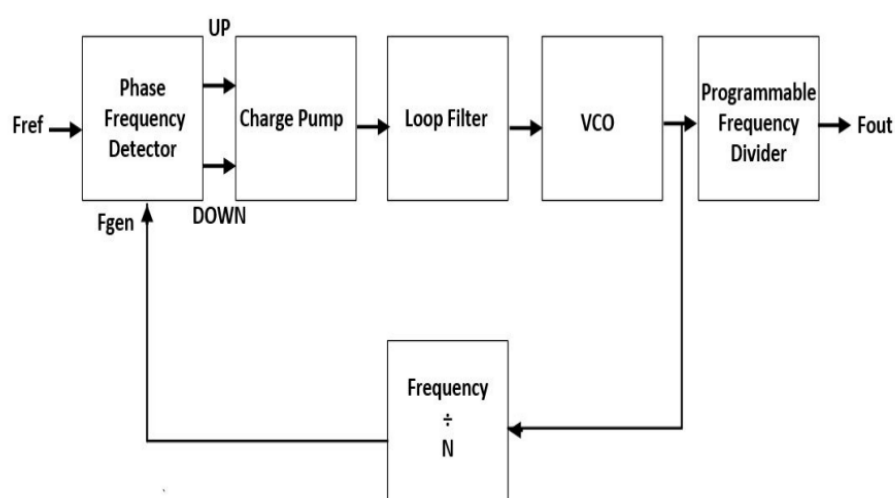 UP
Phase
Frequency
Detector
Charge Pump
Loop Filter
VCO
Programmable
Frequency
Divider
Fref
Fout
Fgen
DOWN
Frequency
÷
N